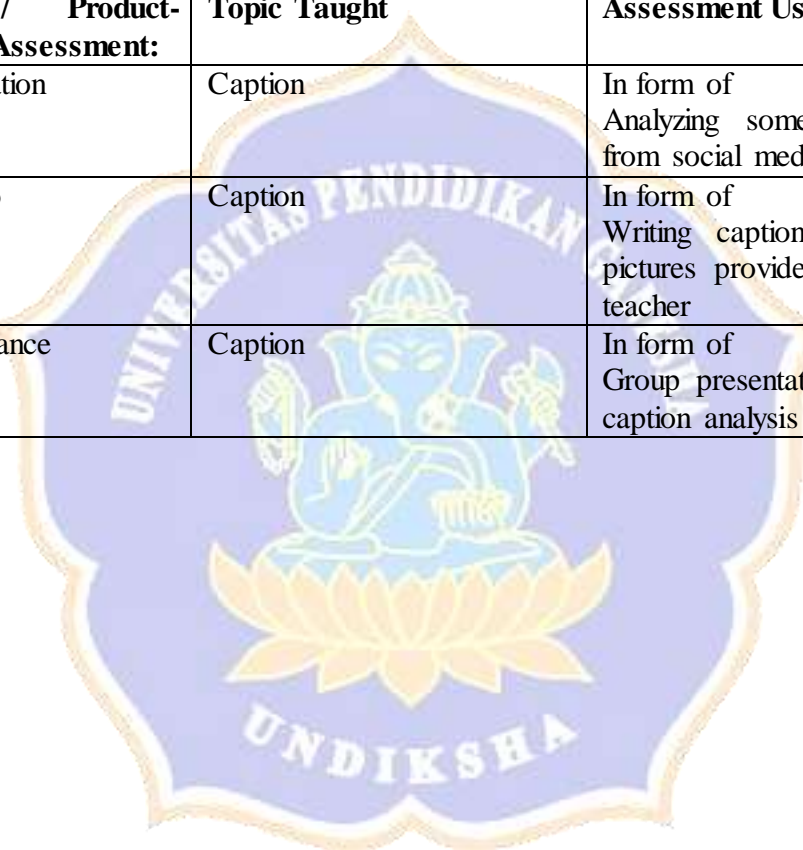 / Product- Topic Taught Assessment Us
Assessment:
tion Caption In form of
Analyzing some
from social med
Caption In form of
Writing caption
pictures provide
teacher
ance Caption In form of
Group presentat
caption analysis
UNIVERSITAS PENDIDIKAN GANESHA
UNDIKSHA